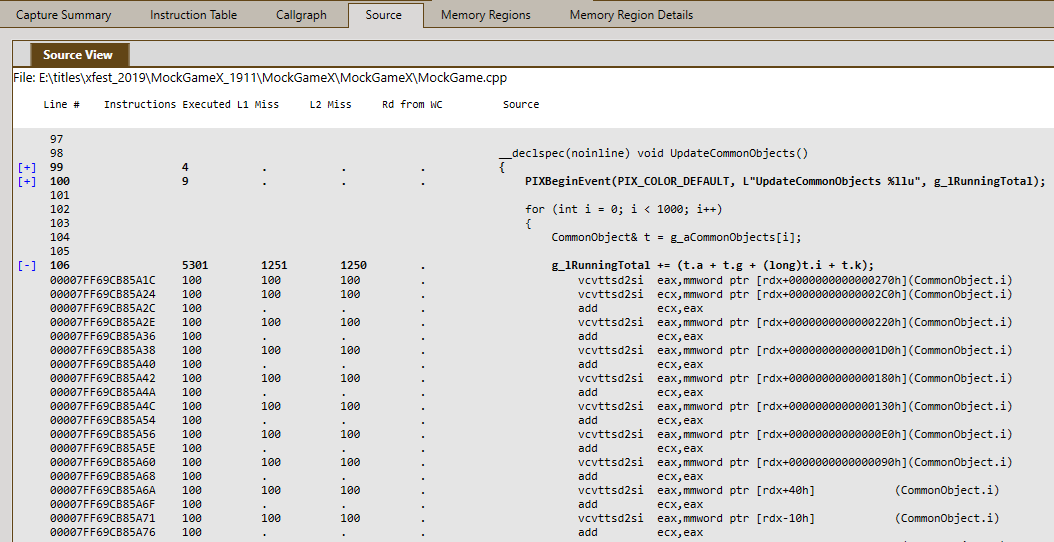 Capture Summary Instruction Table Callgraph Source Memory Regions Memory Region Details
Source View
File: E:\titles\xfest_2019\MockGameX_1911\MockGameX\MockGameX\MockGame.cpp
Line # Instructions Executed L1 Miss L2 Miss Rd from WC Source
97
98 __declspec(noinline) void UpdateCommonObjects()
[+] 99 4 . . . {
[+] 100 9 . . . PIXBeginEvent(PIX_COLOR_DEFAULT, L"UpdateCommonObjects %llu", g_lRunningTotal);
101
102 for (int i = 0; i < 1000; i++)
103 {
104 CommonObject& t = g_aCommonObjects[i];
105
[-] 106 5301 1251 1250 . g_lRunningTotal += (t.a + t.g + (long)t.i + t.k);
00007FF69CB85A1C 100 100 100 . vcvttsd2si eax,mmword ptr [rdx+0000000000000270h](CommonObject.i)
00007FF69CB85A24 100 100 100 . vcvttsd2si ecx,mmword ptr [rdx+00000000000002C0h](CommonObject.i)
00007FF69CB85A2C 100 . . . add ecx,eax
00007FF69CB85A2E 100 100 100 . vcvttsd2si eax,mmword ptr [rdx+0000000000000220h](CommonObject.i)
00007FF69CB85A36 100 . . . add ecx,eax
00007FF69CB85A38 100 100 100 . vcvttsd2si eax,mmword ptr [rdx+00000000000001D0h](CommonObject.i)
00007FF69CB85A40 100 . . . add ecx,eax
00007FF69CB85A42 100 100 100 . vcvttsd2si eax,mmword ptr [rdx+0000000000000180h](CommonObject.i)
00007FF69CB85A4A 100 . . . add ecx,eax
00007FF69CB85A4C 100 100 100 . vcvttsd2si eax,mmword ptr [rdx+0000000000000130h](CommonObject.i)
00007FF69CB85A54 100 . . . add ecx,eax
00007FF69CB85A56 100 100 100 . vcvttsd2si eax,mmword ptr [rdx+00000000000000E0h](CommonObject.i)
00007FF69CB85A5E 100 . . . add ecx,eax
00007FF69CB85A60 100 100 100 . vcvttsd2si eax,mmword ptr [rdx+0000000000000090h](CommonObject.i)
00007FF69CB85A68 100 . . . add ecx,eax
00007FF69CB85A6A 100 100 100 . vcvttsd2si eax,mmword ptr [rdx+40h] (CommonObject.i)
00007FF69CB85A6F 100 . . . add ecx,eax
00007FF69CB85A71 100 100 100 . vcvttsd2si eax,mmword ptr [rdx-10h] (CommonObject.i)
00007FF69CB85A76 100 . . . add ecx,eax